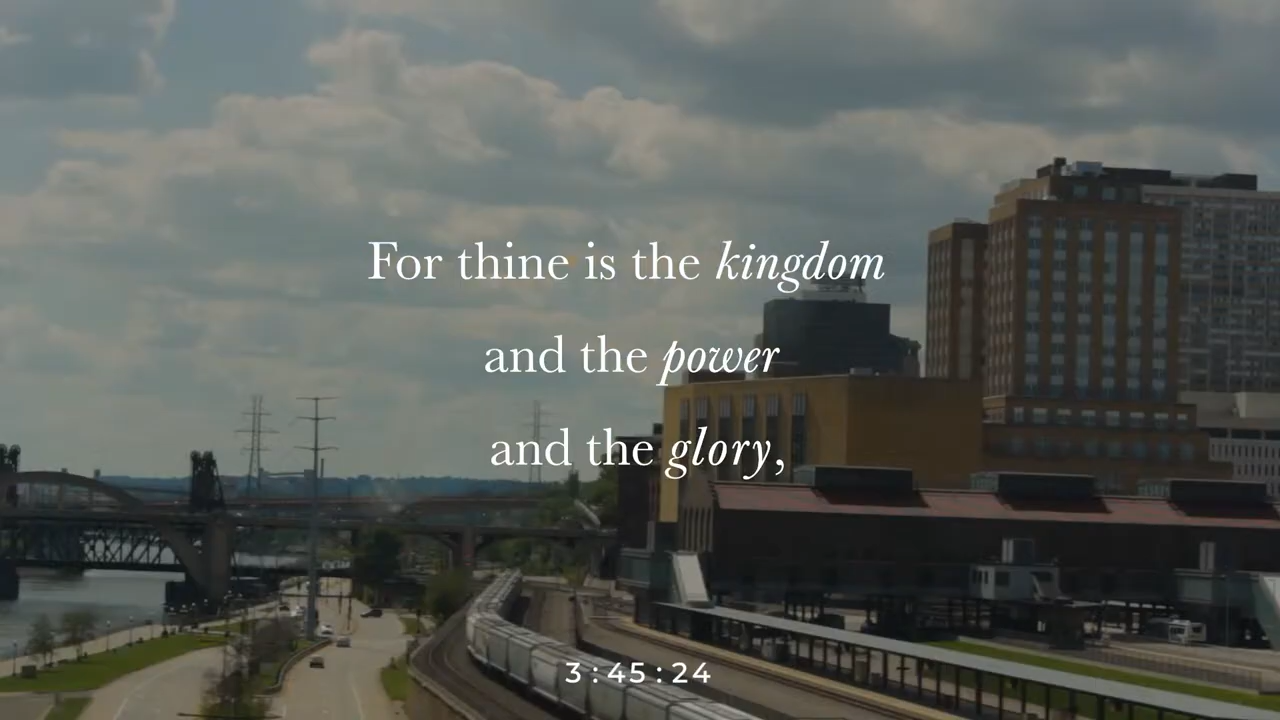 For thine is the kingdom
and the power
and the glory,
3:45:24